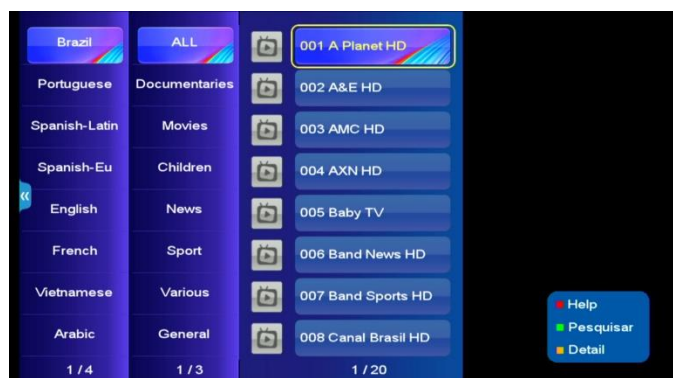 Brazil
Portuguese
Spanish-Latin
Spanish-Eu
English
French
Vietnamese
Arabic
1 / 4
ALL
Documentaries
Movies
Children
News
Sport
Various
General
1 / 3
001 A Planet HD
002 A&E HD
003 AMC HD
004 AXN HD
005 Baby TV
006 Band News HD
007 Band Sports HD
008 Canal Brasil HD
1 / 20
Help
Pesquisar
Detail